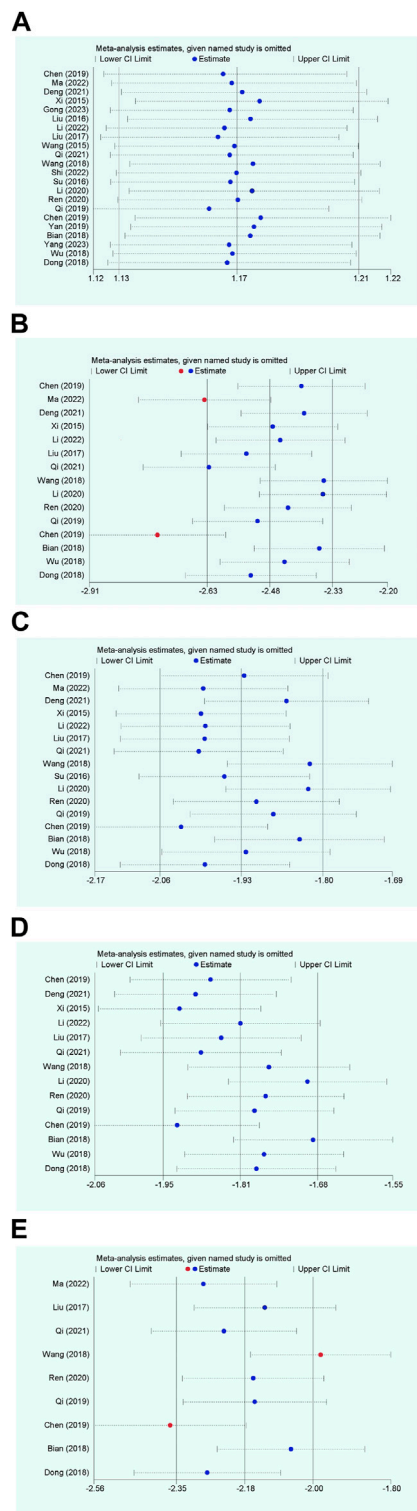 A
Meta-analysis estimates, given named study is omitted
Lower CI Limit Estimate Upper CI Limit
Chen (2019)
Ma (2022)
Deng (2021)
Xi (2015)
Gong (2023)
Liu (2016)
Li (2022)
Liu (2017)
Wang (2015)
Qi (2021)
Wang (2018)
Shi (2022)
Su (2016)
Li (2020)
Ren (2020)
Qi (2019)
Chen (2019)
Yan (2019)
Bian (2018)
Yang (2023)
Wu (2018)
Dong (2018)
1.12 1.13 1.17 1.21 1.22
B
Meta-analysis estimates, given named study is omitted
Lower CI Limit Estimate Upper CI Limit
Chen (2019)
Ma (2022)
Deng (2021)
Xi (2015)
Li (2022)
Liu (2017)
Qi (2021)
Wang (2018)
Li (2020)
Ren (2020)
Qi (2019)
Chen (2019)
Bian (2018)
Wu (2018)
Dong (2018)
-2.91 -2.63 -2.48 -2.33 -2.20
C
Meta-analysis estimates, given named study is omitted
Lower CI Limit Estimate Upper CI Limit
Chen (2019)
Ma (2022)
Deng (2021)
Xi (2015)
Li (2022)
Liu (2017)
Qi (2021)
Wang (2018)
Su (2016)
Li (2020)
Ren (2020)
Qi (2019)
Chen (2019)
Bian (2018)
Wu (2018)
Dong (2018)
-2.17 -2.06 -1.93 -1.80 -1.69
D
Meta-analysis estimates, given named study is omitted
Lower CI Limit Estimate Upper CI Limit
Chen (2019)
Deng (2021)
Xi (2015)
Li (2022)
Liu (2017)
Qi (2021)
Wang (2018)
Li (2020)
Ren (2020)
Qi (2019)
Chen (2019)
Bian (2018)
Wu (2018)
Dong (2018)
-2.06 -1.95 -1.81 -1.68 -1.55
E
Meta-analysis estimates, given named study is omitted
Lower CI Limit Estimate Upper CI Limit
Ma (2022)
Liu (2017)
Qi (2021)
Wang (2018)
Ren (2020)
Qi (2019)
Chen (2019)
Bian (2018)
Dong (2018)
-2.56 -2.35 -2.18 -2.00 -1.80